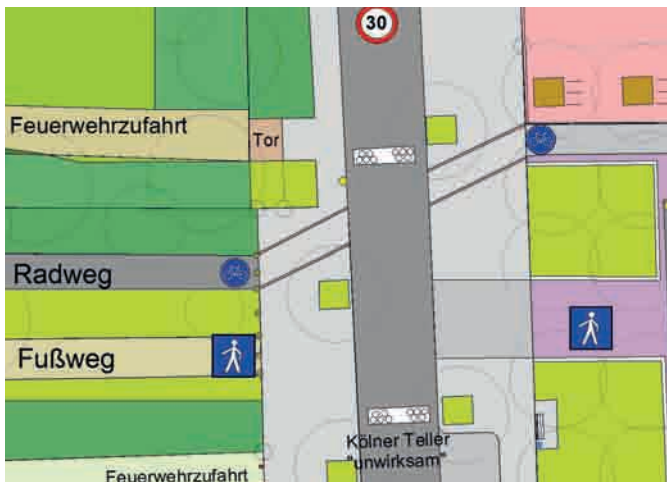 30
Feuerwehrzufahrt
Tor
Radweg
Fußweg
Kölner Teller
"unwirksam"
Feuerwehrzufahrt